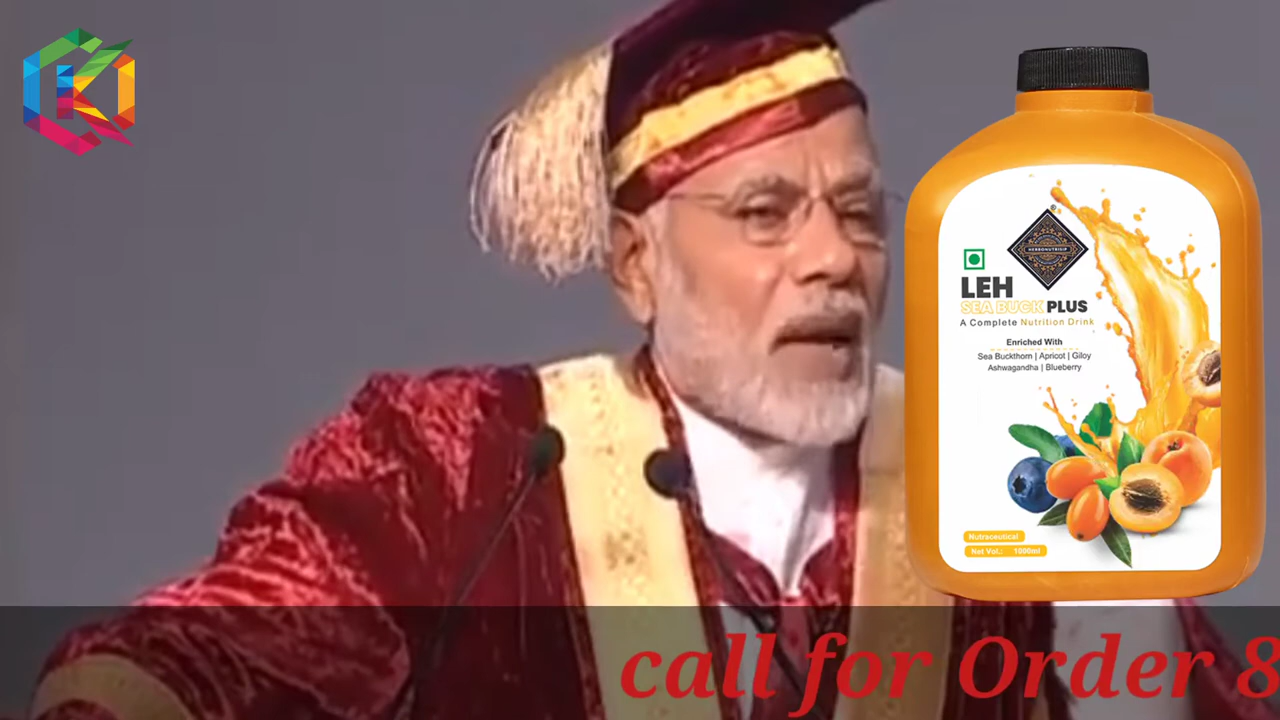 HERBONUTRISIP
®
LEH
SEA BUCK PLUS
A Complete Nutrition Drink
Enriched With
Sea Buckthorn | Apricot | Giloy
Ashwagandha | Blueberry
Nutraceutical
Net Vol.: 1000ml
call for Order 8